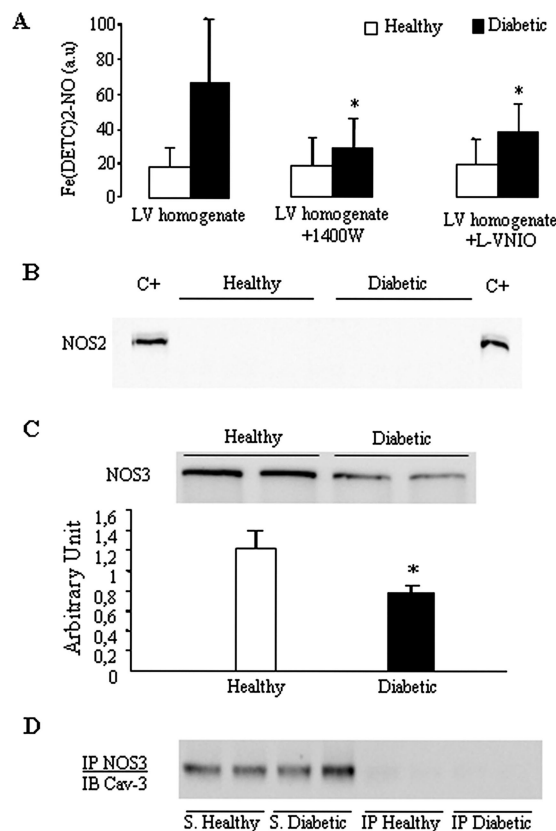 A
Fe(DETC)2-NO (a.u)
100
80
60
40
20
0
Healthy
Diabetic
*
*
LV homogenate
LV homogenate
+1400W
LV homogenate
+L-VNIO
B
C+
Healthy
Diabetic
C+
NOS2
C
Healthy
Diabetic
NOS3
Arbitrary Unit
1,6
1,4
1,2
1
0,8
0,6
0,4
0,2
0
*
Healthy
Diabetic
D
IP NOS3
IB Cav-3
S. Healthy
S. Diabetic
IP Healthy
IP Diabetic